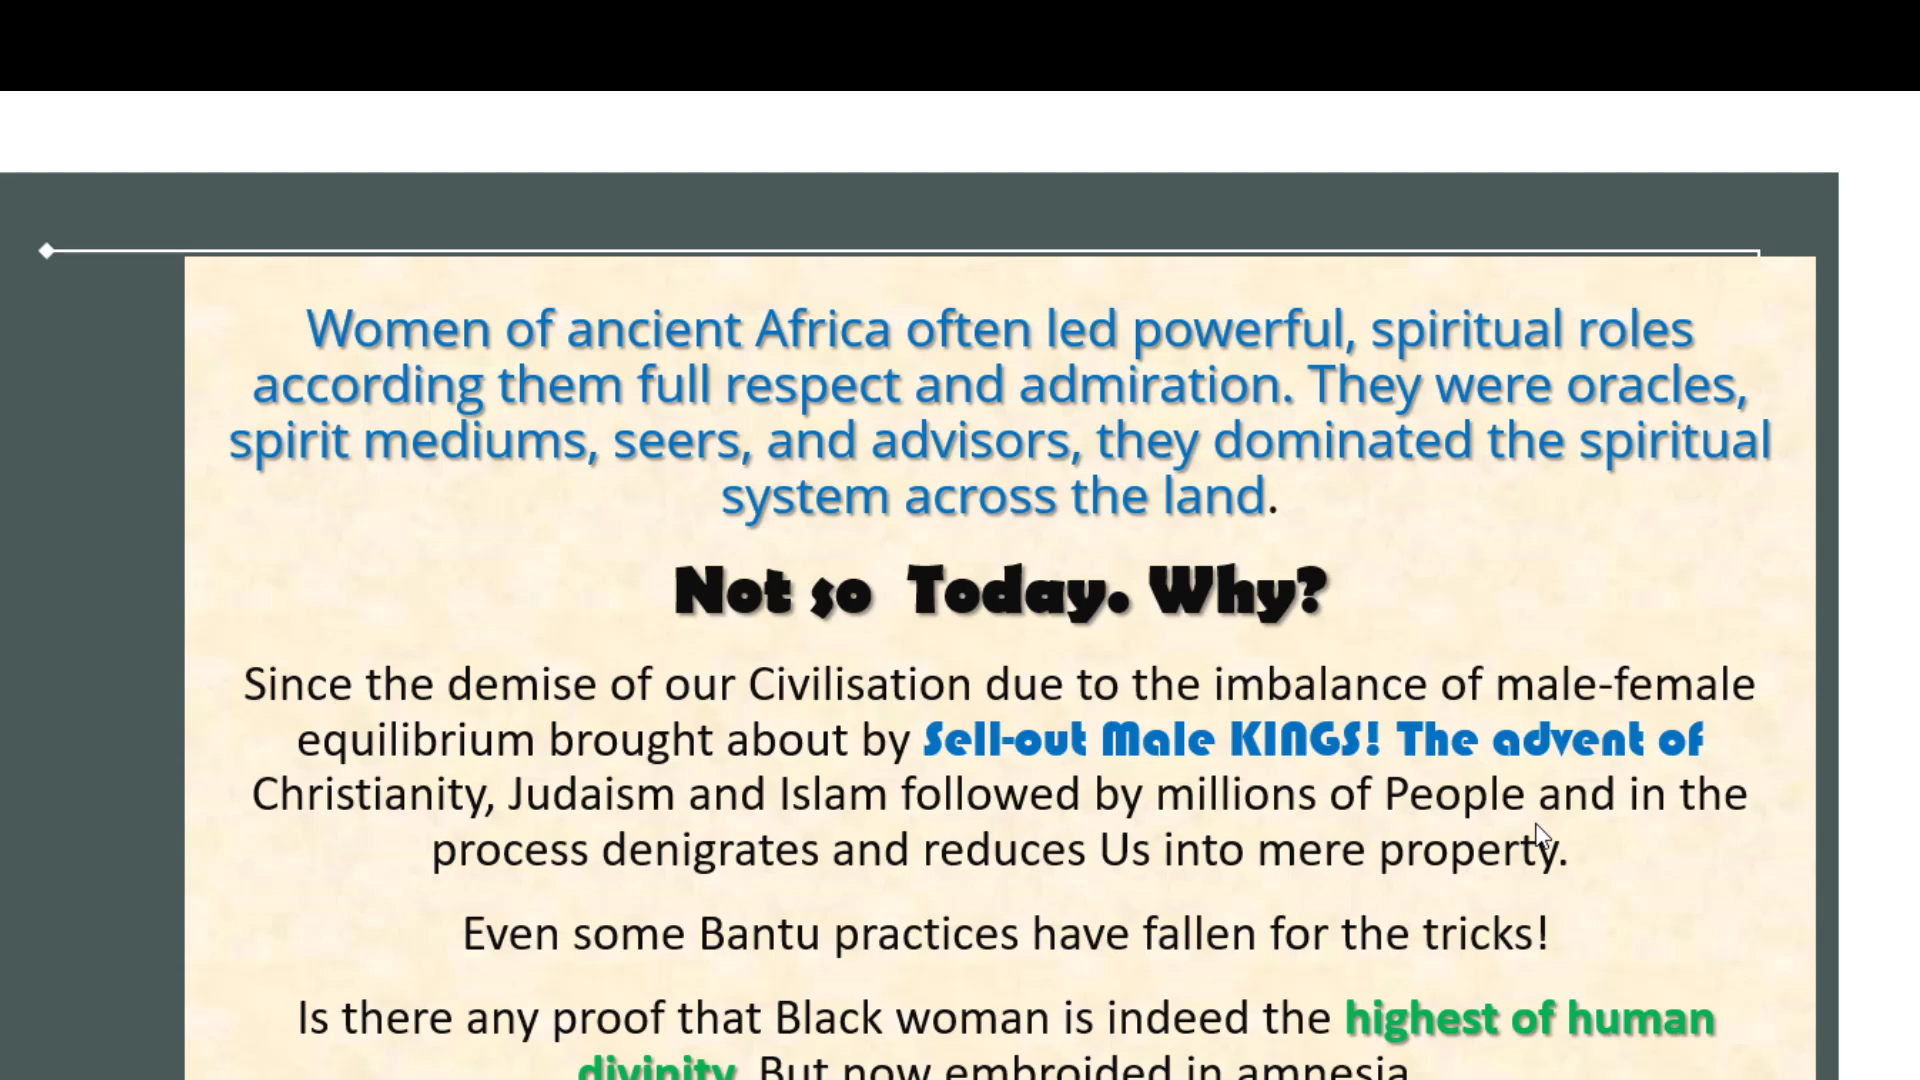 Women of ancient Africa often led powerful, spiritual roles
according them full respect and admiration. They were oracles,
spirit mediums, seers, and advisors, they dominated the spiritual
system across the land.
Not so Today. Why?
Since the demise of our Civilisation due to the imbalance of male-female
equilibrium brought about by Sell-out Male KINGS! The advent of
Christianity, Judaism and Islam followed by millions of People and in the
process denigrates and reduces Us into mere property.
Even some Bantu practices have fallen for the tricks!
Is there any proof that Black woman is indeed the highest of human
divinity. But now embroided in amnesia